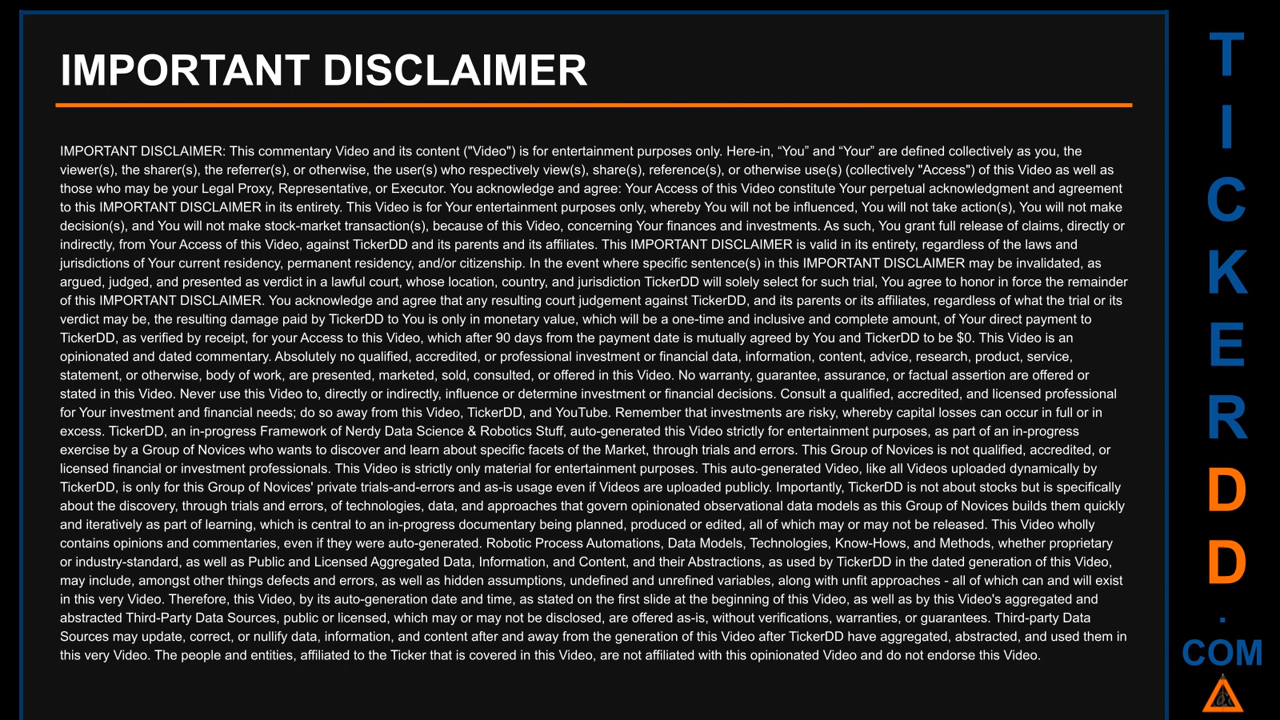 IMPORTANT DISCLAIMER
IMPORTANT DISCLAIMER: This commentary Video and its content ("Video") is for entertainment purposes only. Here-in, “You” and “Your” are defined collectively as you, the
viewer(s), the sharer(s), the referrer(s), or otherwise, the user(s) who respectively view(s), share(s), reference(s), or otherwise use(s) (collectively "Access") of this Video as well as
those who may be your Legal Proxy, Representative, or Executor. You acknowledge and agree: Your Access of this Video constitute Your perpetual acknowledgment and agreement
to this IMPORTANT DISCLAIMER in its entirety. This Video is for Your entertainment purposes only, whereby You will not be influenced, You will not take action(s), You will not make
decision(s), and You will not make stock-market transaction(s), because of this Video, concerning Your finances and investments. As such, You grant full release of claims, directly or
indirectly, from Your Access of this Video, against TickerDD and its parents and its affiliates. This IMPORTANT DISCLAIMER is valid in its entirety, regardless of the laws and
jurisdictions of Your current residency, permanent residency, and/or citizenship. In the event where specific sentence(s) in this IMPORTANT DISCLAIMER may be invalidated, as
argued, judged, and presented as verdict in a lawful court, whose location, country, and jurisdiction TickerDD will solely select for such trial, You agree to honor in force the remainder
of this IMPORTANT DISCLAIMER. You acknowledge and agree that any resulting court judgement against TickerDD, and its parents or its affiliates, regardless of what the trial or its
verdict may be, the resulting damage paid by TickerDD to You is only in monetary value, which will be a one-time and inclusive and complete amount, of Your direct payment to
TickerDD, as verified by receipt, for your Access to this Video, which after 90 days from the payment date is mutually agreed by You and TickerDD to be $0. This Video is an
opinionated and dated commentary. Absolutely no qualified, accredited, or professional investment or financial data, information, content, advice, research, product, service,
statement, or otherwise, body of work, are presented, marketed, sold, consulted, or offered in this Video. No warranty, guarantee, assurance, or factual assertion are offered or
stated in this Video. Never use this Video to, directly or indirectly, influence or determine investment or financial decisions. Consult a qualified, accredited, and licensed professional
for Your investment and financial needs; do so away from this Video, TickerDD, and YouTube. Remember that investments are risky, whereby capital losses can occur in full or in
excess. TickerDD, an in-progress Framework of Nerdy Data Science & Robotics Stuff, auto-generated this Video strictly for entertainment purposes, as part of an in-progress
exercise by a Group of Novices who wants to discover and learn about specific facets of the Market, through trials and errors. This Group of Novices is not qualified, accredited, or
licensed financial or investment professionals. This Video is strictly only material for entertainment purposes. This auto-generated Video, like all Videos uploaded dynamically by
TickerDD, is only for this Group of Novices' private trials-and-errors and as-is usage even if Videos are uploaded publicly. Importantly, TickerDD is not about stocks but is specifically
about the discovery, through trials and errors, of technologies, data, and approaches that govern opinionated observational data models as this Group of Novices builds them quickly
and iteratively as part of learning, which is central to an in-progress documentary being planned, produced or edited, all of which may or may not be released. This Video wholly
contains opinions and commentaries, even if they were auto-generated. Robotic Process Automations, Data Models, Technologies, Know-Hows, and Methods, whether proprietary
or industry-standard, as well as Public and Licensed Aggregated Data, Information, and Content, and their Abstractions, as used by TickerDD in the dated generation of this Video,
may include, amongst other things defects and errors, as well as hidden assumptions, undefined and unrefined variables, along with unfit approaches - all of which can and will exist
in this very Video. Therefore, this Video, by its auto-generation date and time, as stated on the first slide at the beginning of this Video, as well as by this Video's aggregated and
abstracted Third-Party Data Sources, public or licensed, which may or may not be disclosed, are offered as-is, without verifications, warranties, or guarantees. Third-party Data
Sources may update, correct, or nullify data, information, and content after and away from the generation of this Video after TickerDD have aggregated, abstracted, and used them in
this very Video. The people and entities, affiliated to the Ticker that is covered in this Video, are not affiliated with this opinionated Video and do not endorse this Video.
T
I
C
K
E
R
D
D
.
COM